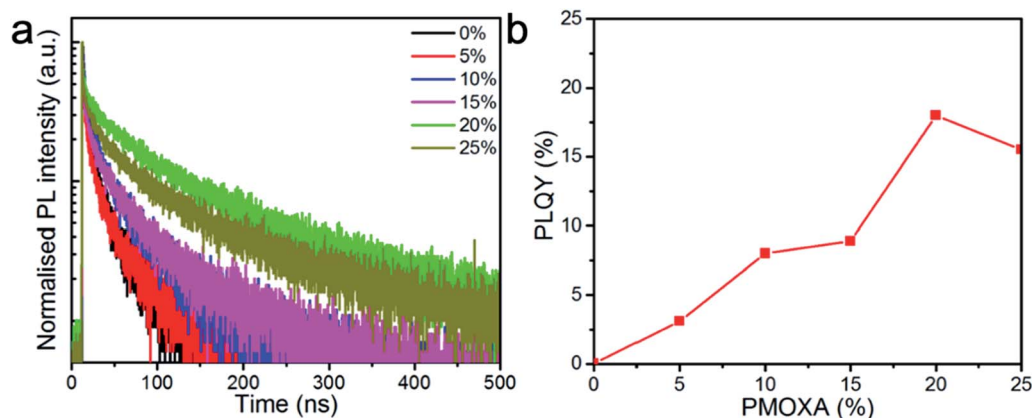 a
Normalised PL intensity (a.u.)
0%
5%
10%
15%
20%
25%
0 100 200 300 400 500
Time (ns)
b
PLQY (%)
25
20
15
10
5
0
0 5 10 15 20 25
PMOXA (%)